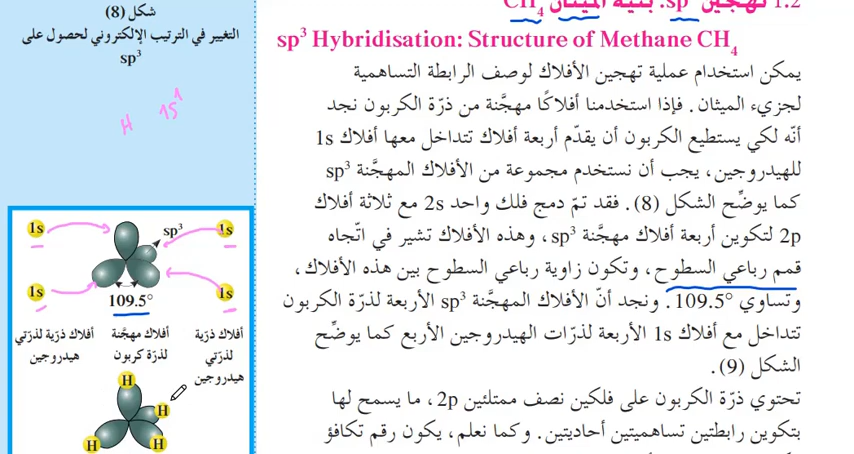 1.2 تهجين sp³: بنية الميثان CH₄
sp³ Hybridisation: Structure of Methane CH₄
يمكن استخدام عملية تهجين الأفلاك لوصف الرابطة التساهمية
لجزيء الميثان. فإذا استخدمنا أفلاكًا مهجَّنة من ذرّة الكربون نجد
أنّه لكي يستطيع الكربون أن يقدّم أربعة أفلاك تتداخل معها أفلاك 1s
للهيدروجين، يجب أن نستخدم مجموعة من الأفلاك المهجَّنة sp³
كما يوضّح الشكل (8). فقد تمّ دمج فلك واحد 2s مع ثلاثة أفلاك
2p لتكوين أربعة أفلاك مهجَّنة sp³، وهذه الأفلاك تشير في اتّجاه
قمم رباعي السطوح، وتكون زاوية رباعي السطوح بين هذه الأفلاك،
وتساوي 109.5°. ونجد أنّ الأفلاك المهجَّنة sp³ الأربعة لذرّة الكربون
تتداخل مع أفلاك 1s الأربعة لذرّات الهيدروجين الأربع كما يوضّح
الشكل (9).
تحتوي ذرّة الكربون على فلكين نصف ممتلئين 2p، ما يسمح لها
بتكوين رابطتين تساهميتين أحاديتين. وكما نعلم، يكون رقم تكافؤ
شكل (8)
التغيير في الترتيب الإلكتروني لحصول على
sp³
H 1S¹
1s
1s
sp³
1s
1s
109.5°
أفلاك ذرية
لذرّتي
هيدروجين
أفلاك مهجَّنة
لذرّة كربون
أفلاك ذرية لذرّتي
هيدروجين
H
H
H
H